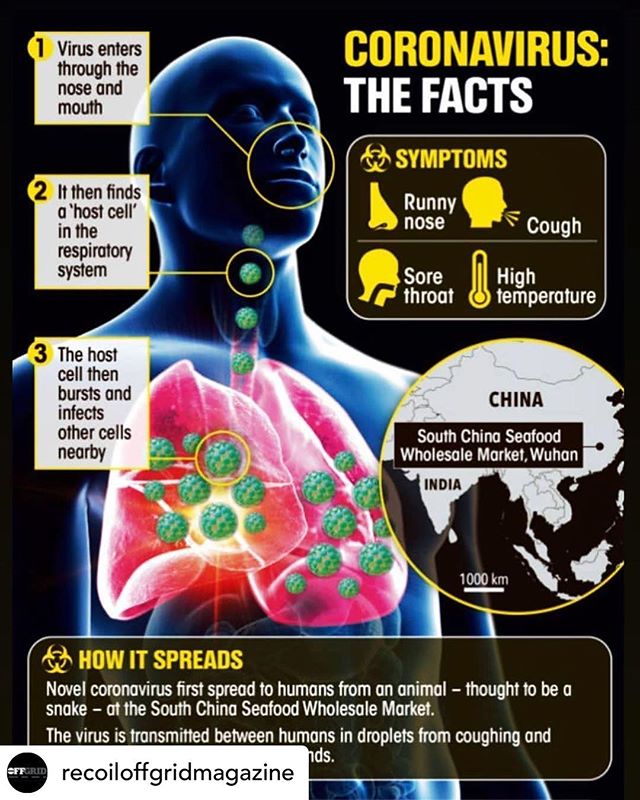 CORONAVIRUS:
THE FACTS
1 Virus enters
through the
nose and
mouth
2 It then finds
a 'host cell'
in the
respiratory
system
3 The host
cell then
bursts and
infects
other cells
nearby
SYMPTOMS
Runny
nose
Cough
Sore
throat
High
temperature
CHINA
South China Seafood
Wholesale Market, Wuhan
INDIA
1000 km
HOW IT SPREADS
Novel coronavirus first spread to humans from an animal – thought to be a
snake – at the South China Seafood Wholesale Market.
The virus is transmitted between humans in droplets from coughing and
OFFGRID
recoiloffgridmagazine